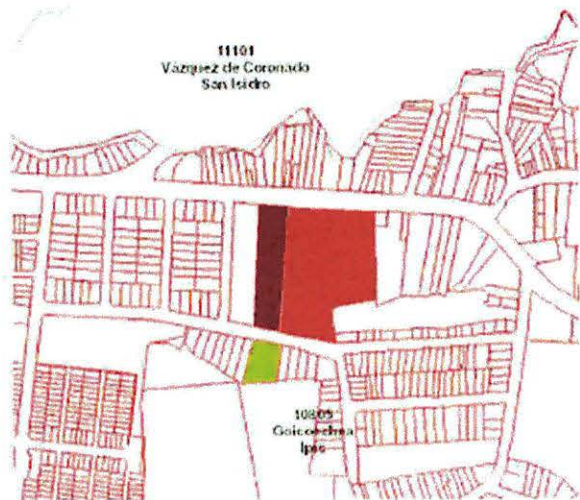 11101
Vázquez de Coronado
San Isidro
10805
Goicoechea
Ipís